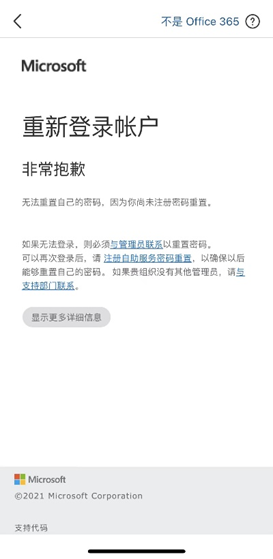 不是 Office 365
Microsoft
重新登录帐户
非常抱歉
无法重置自己的密码，因为你尚未注册密码重置。
如果无法登录，则必须与管理员联系以重置密码。
可以再次登录后，请 注册自助服务密码重置，以确保以后
能够重置自己的密码。 如果贵组织没有其他管理员，请与
支持部门联系。
显示更多详细信息
Microsoft
©2021 Microsoft Corporation
支持代码